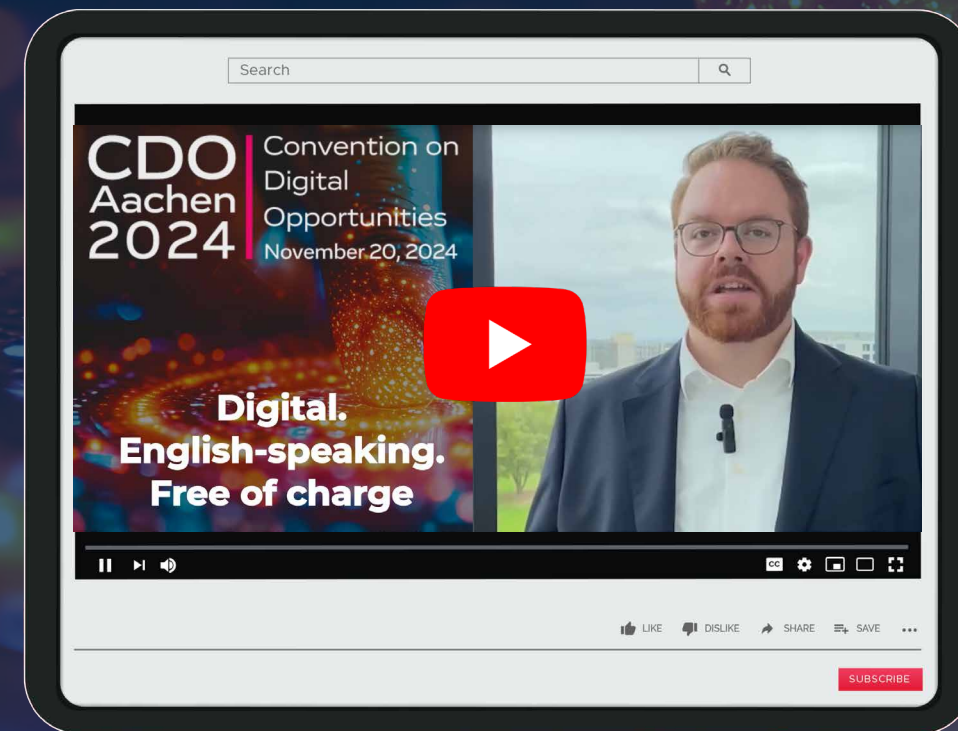 Search
CDO
Aachen
2024
Convention on
Digital
Opportunities
November 20, 2024
Digital.
English-speaking.
Free of charge
CC
LIKE
DISLIKE
SHARE
SAVE
SUBSCRIBE